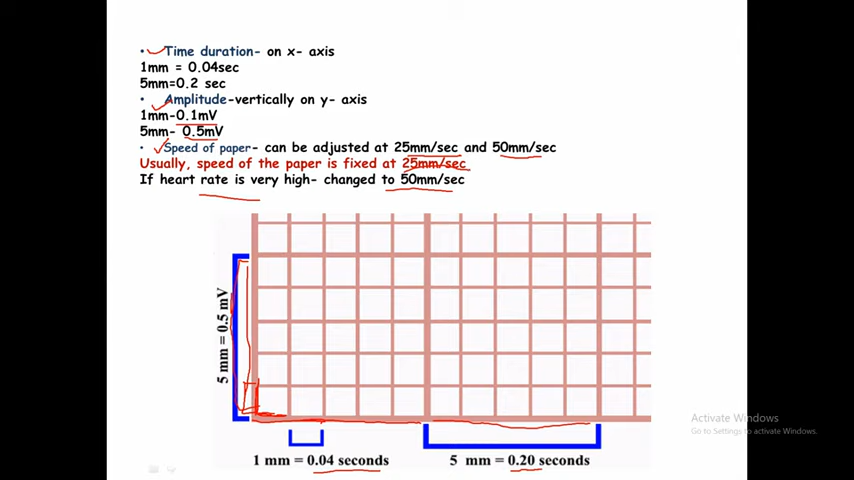 • Time duration- on x- axis
1mm = 0.04sec
5mm=0.2 sec
• Amplitude-vertically on y- axis
1mm-0.1mV
5mm- 0.5mV
• Speed of paper- can be adjusted at 25mm/sec and 50mm/sec
Usually, speed of the paper is fixed at 25mm/sec
If heart rate is very high- changed to 50mm/sec
5 mm = 0.5 mV
1 mm = 0.04 seconds
5 mm = 0.20 seconds
Activate Windows
Go to Settings to activate Windows.